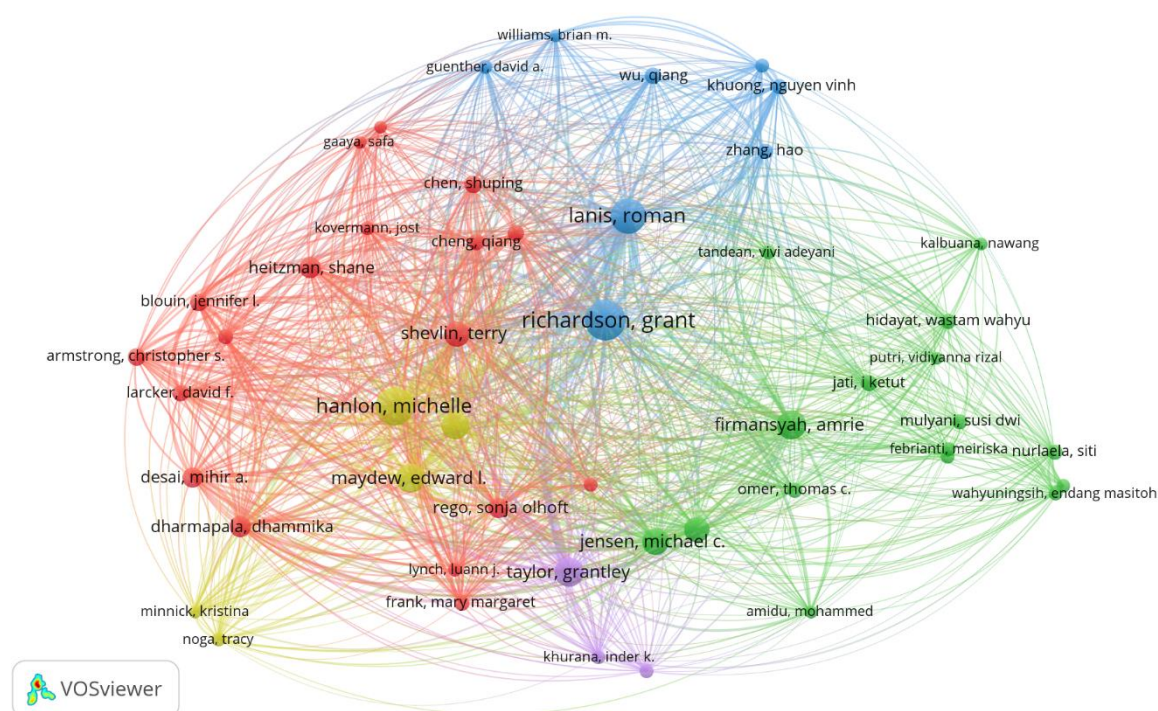 williams, brian m.
guenther, david a.
wu, qiang
khuong, nguyen vinh
gaaya, safa
zhang, hao
chen, shuping
lanis, roman
kovermann, jost
cheng, qiang
tandean, vivi adeyani
kalbuana, nawang
heitzman, shane
blouin, jennifer l.
richardson, grant
hidayat, wastam wahyu
shevlin, terry
armstrong, christopher s.
putri, vidiyanna rizal
jati, i ketut
larcker, david f.
hanlon, michelle
firmansyah, amrie
mulyani, susi dwi
febrianti, meiriska
nurlaela, siti
desai, mihir a.
maydew, edward l.
omer, thomas c.
wahyuningsih, endang masitoh
rego, sonja olhoft
dharmapala, dhammika
jensen, michael c.
lynch, luann j.
taylor, grantley
frank, mary margaret
minnick, kristina
amidu, mohammed
noga, tracy
khurana, inder k.
VOSviewer